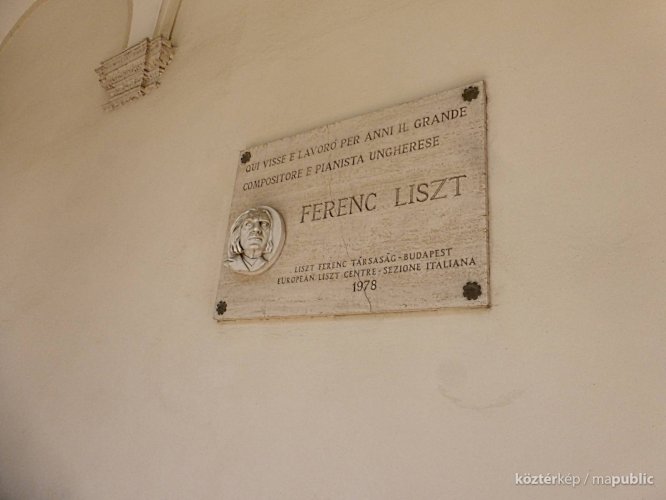 QUI VISSE E LAVORÓ PER ANNI IL GRANDE
COMPOSITORE E PIANISTA UNGHERESE
FERENC LISZT
LISZT FERENC TÁRSASÁG - BUDAPEST
EUROPEAN LISZT CENTRE - SEZIONE ITALIANA
1978
köztérkép / mapublic